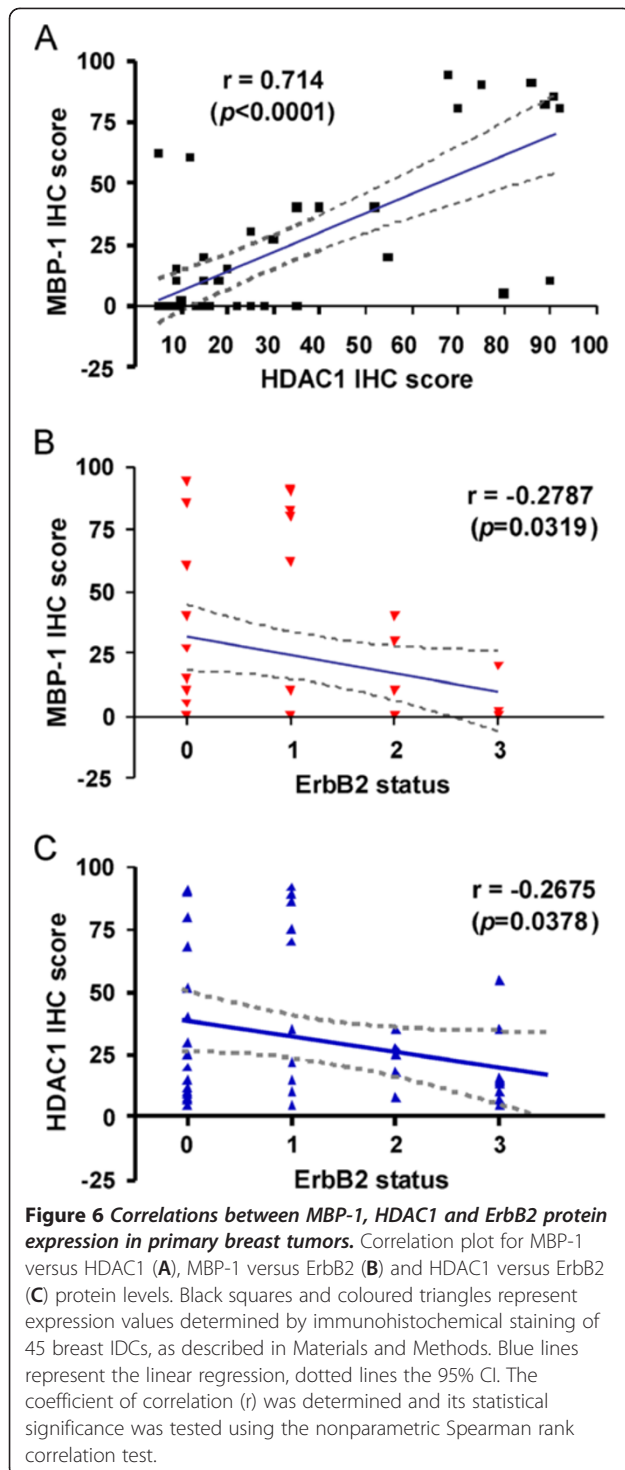 A
100
75
50
25
0
-25
MBP-1 IHC score
r = 0.714
(p<0.0001)
10 20 30 40 50 60 70 80 90 100
HDAC1 IHC score
B
100
75
50
25
0
-25
MBP-1 IHC score
r = -0.2787
(p=0.0319)
0 1 2 3
ErbB2 status
C
100
75
50
25
0
-25
HDAC1 IHC score
r = -0.2675
(p=0.0378)
0 1 2 3
ErbB2 status
Figure 6 Correlations between MBP-1, HDAC1 and ErbB2 protein
expression in primary breast tumors. Correlation plot for MBP-1
versus HDAC1 (A), MBP-1 versus ErbB2 (B) and HDAC1 versus ErbB2
(C) protein levels. Black squares and coloured triangles represent
expression values determined by immunohistochemical staining of
45 breast IDCs, as described in Materials and Methods. Blue lines
represent the linear regression, dotted lines the 95% CI. The
coefficient of correlation (r) was determined and its statistical
significance was tested using the nonparametric Spearman rank
correlation test.